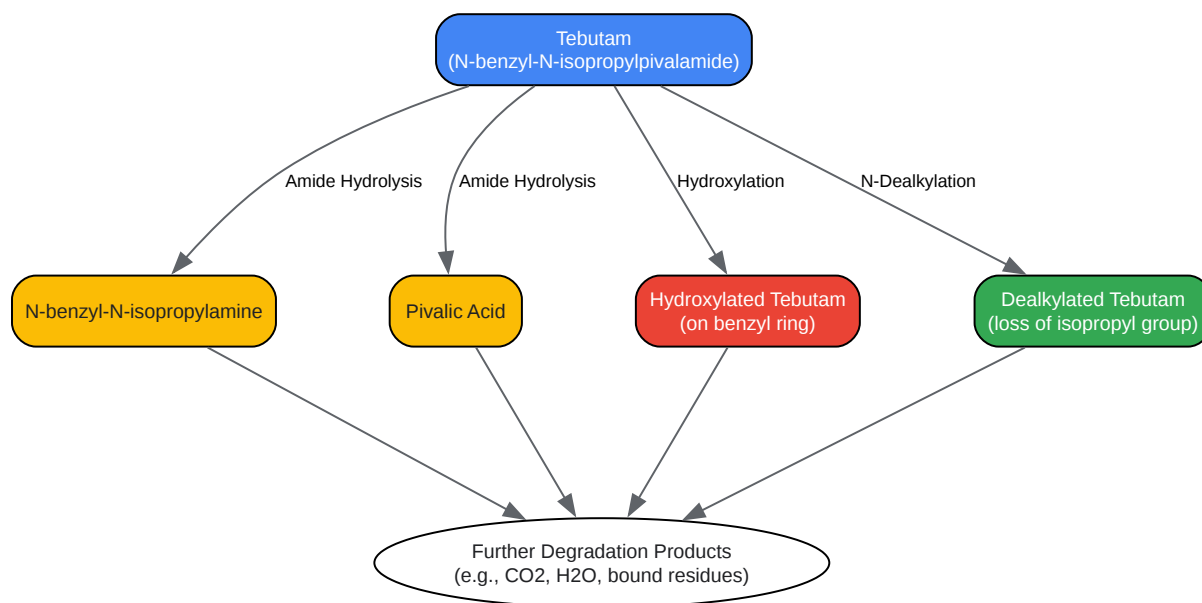 Tebutam
(N-benzyl-N-isopropylpivalamide)
Amide Hydrolysis
Amide Hydrolysis
Hydroxylation
N-Dealkylation
N-benzyl-N-isopropylamine
Pivalic Acid
Hydroxylated Tebutam
(on benzyl ring)
Dealkylated Tebutam
(loss of isopropyl group)
Further Degradation Products
(e.g., CO2, H2O, bound residues)